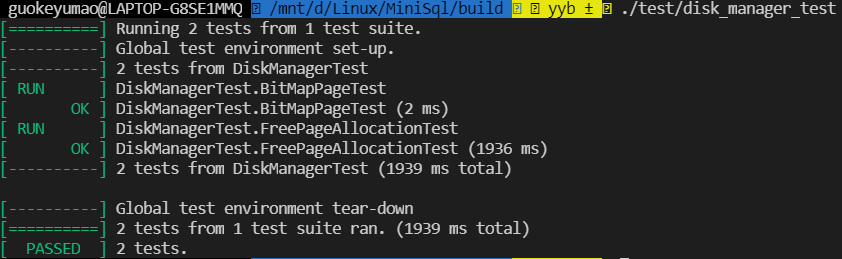 guokeyumao@LAPTOP-G8SE1MMQ /mnt/d/Linux/MiniSql/build yyb ± ./test/disk_manager_test
[==========] Running 2 tests from 1 test suite.
[----------] Global test environment set-up.
[----------] 2 tests from DiskManagerTest
[ RUN      ] DiskManagerTest.BitMapPageTest
[       OK ] DiskManagerTest.BitMapPageTest (2 ms)
[ RUN      ] DiskManagerTest.FreePageAllocationTest
[       OK ] DiskManagerTest.FreePageAllocationTest (1936 ms)
[----------] 2 tests from DiskManagerTest (1939 ms total)
[----------] Global test environment tear-down
[==========] 2 tests from 1 test suite ran. (1939 ms total)
[  PASSED  ] 2 tests.